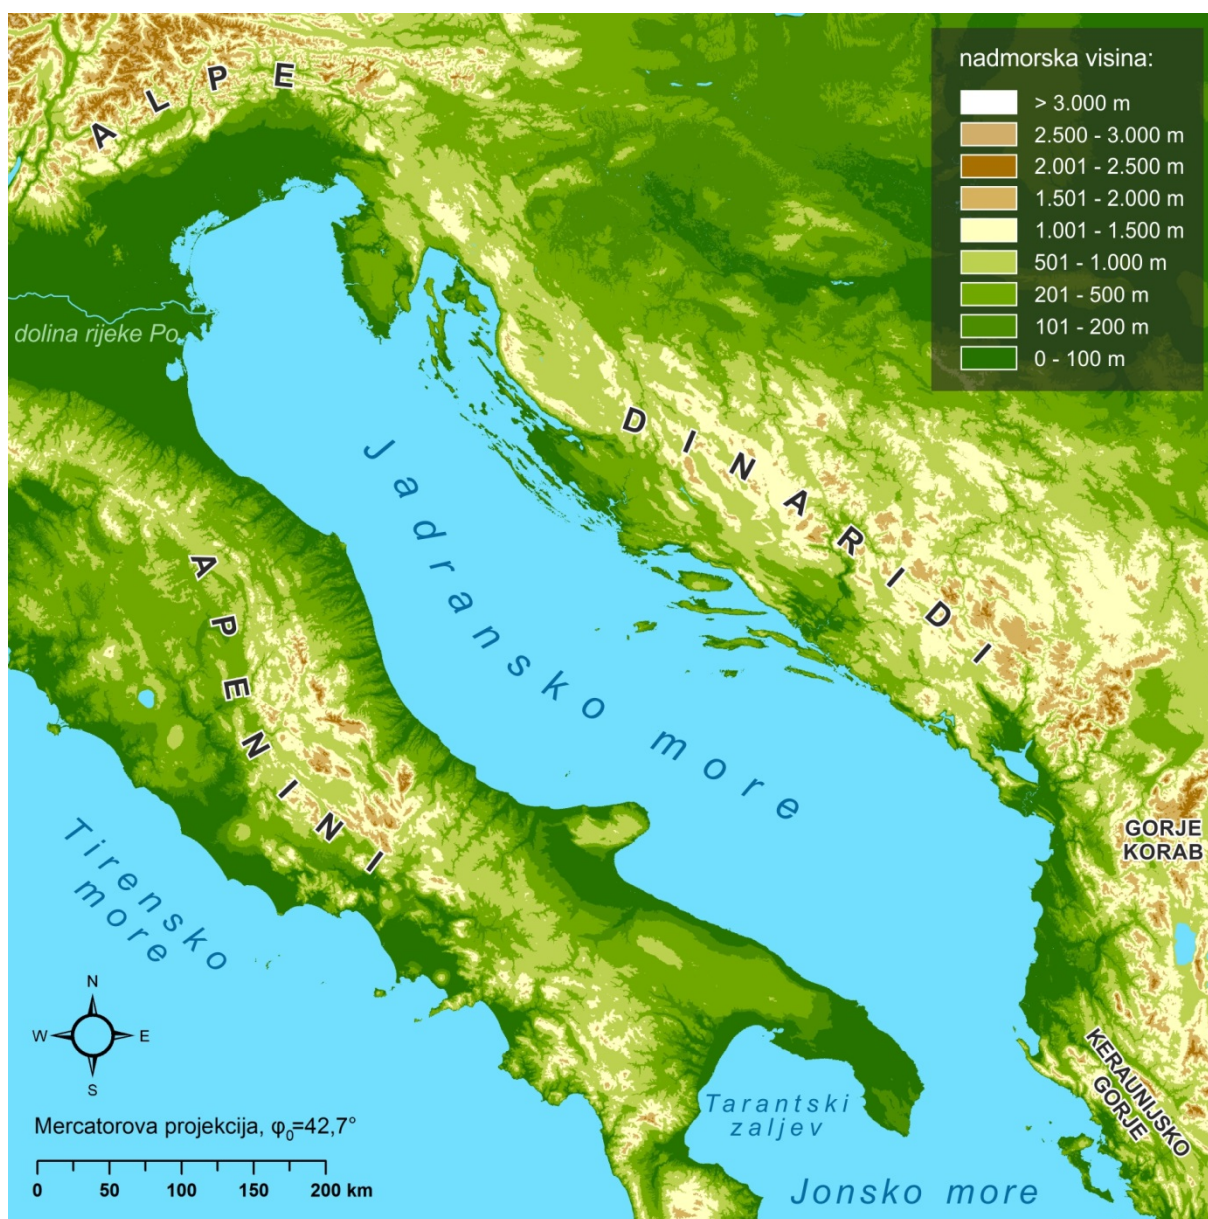 nadmorska visina:
> 3.000 m
2.500 - 3.000 m
2.001 - 2.500 m
1.501 - 2.000 m
1.001 - 1.500 m
501 - 1.000 m
201 - 500 m
101 - 200 m
0 - 100 m
ALPE
dolina rijeke Po
DINARIDI
Jadransko more
APENINI
GORJE
KORAB
Tirensko
more
N
W E
S
KERAUNIJSKO
GORJE
Tarantski
zaljev
Mercatorova projekcija, φ₀=42,7°
0 50 100 150 200 km
Jonsko more